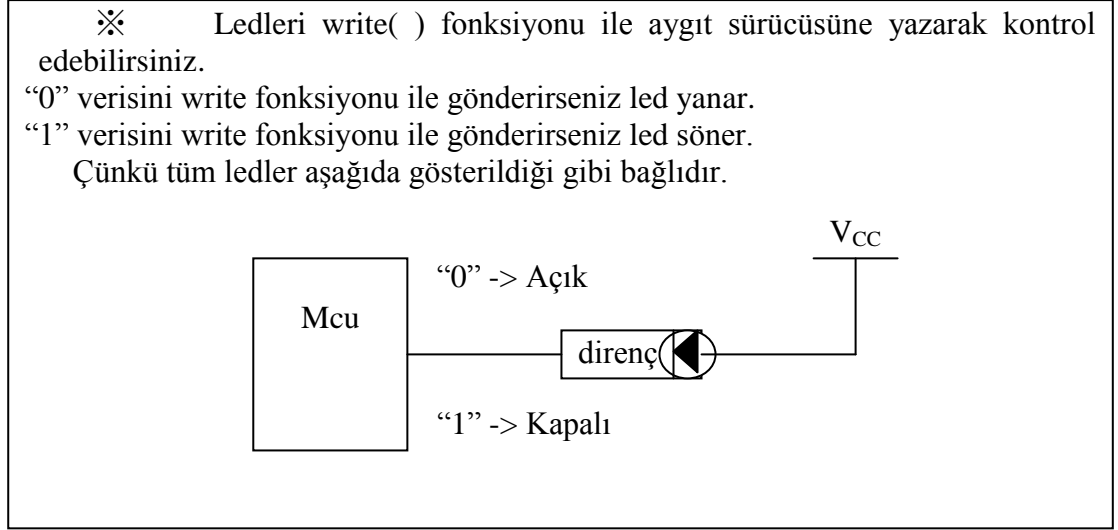 ※ Ledleri write( ) fonksiyonu ile aygıt sürücüsüne yazarak kontrol
edebilirsiniz.
“0” verisini write fonksiyonu ile gönderirseniz led yanar.
“1” verisini write fonksiyonu ile gönderirseniz led söner.
Çünkü tüm ledler aşağıda gösterildiği gibi bağlıdır.
VCC
“0” -> Açık
Mcu
direnç
“1” -> Kapalı